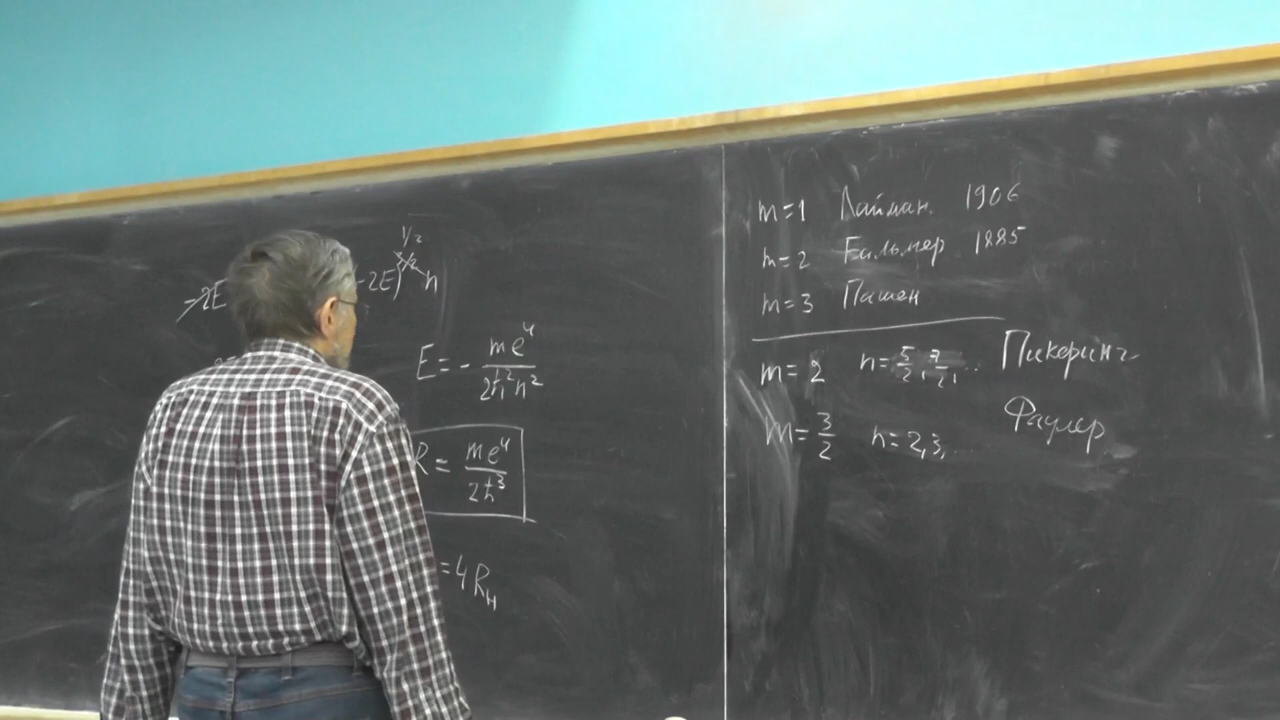 -2E -2E)^{1/2} n
E = - me⁴ / 2ℏ²n²
R = me⁴ / 2ℏ³
= 4R_H
m=1 Лайман. 1906
m=2 Бальмер 1885
m=3 Пашен
m=2 n= 5/2, 7/2, ... Пикеринг
m= 3/2 n=2,3,... Фаулер